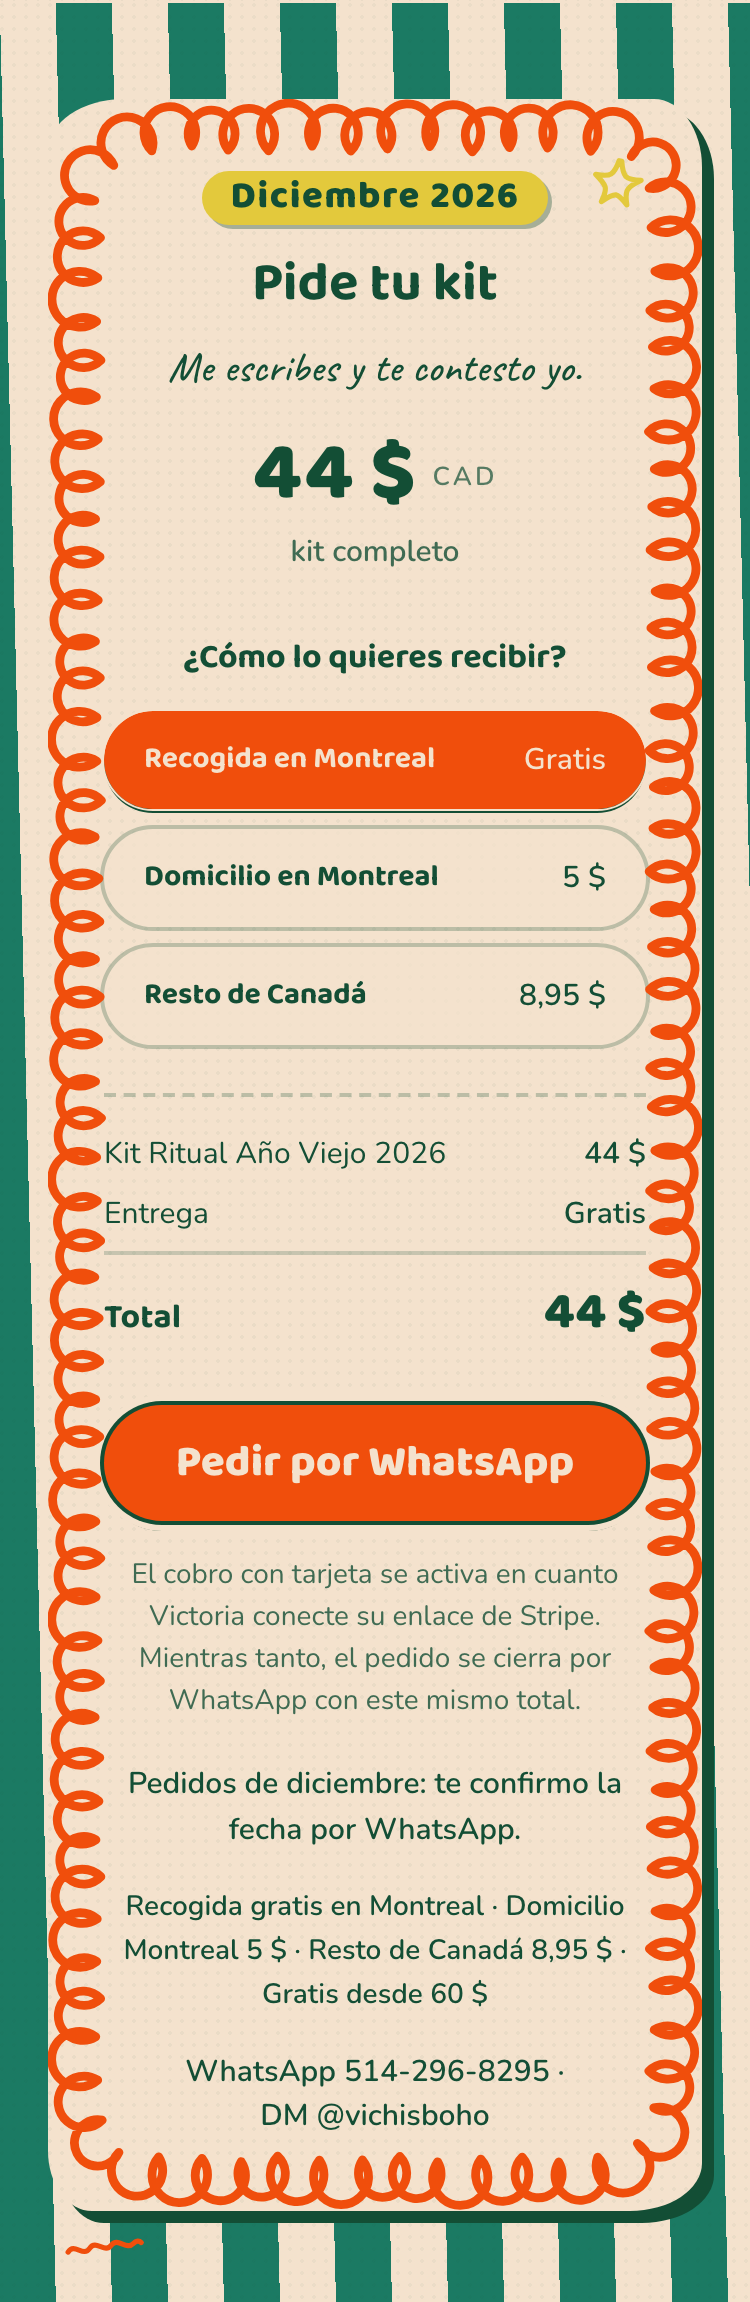 Diciembre 2026
Pide tu kit
Me escribes y te contesto yo.
44 $ CAD
kit completo
¿Cómo lo quieres recibir?
Recogida en Montreal Gratis
Domicilio en Montreal 5 $
Resto de Canadá 8,95 $
Kit Ritual Año Viejo 2026 44 $
Entrega Gratis
Total 44 $
Pedir por WhatsApp
El cobro con tarjeta se activa en cuanto
Victoria conecte su enlace de Stripe.
Mientras tanto, el pedido se cierra por
WhatsApp con este mismo total.
Pedidos de diciembre: te confirmo la
fecha por WhatsApp.
Recogida gratis en Montreal · Domicilio
Montreal 5 $ · Resto de Canadá 8,95 $ ·
Gratis desde 60 $
WhatsApp 514-296-8295 ·
DM @vichisboho